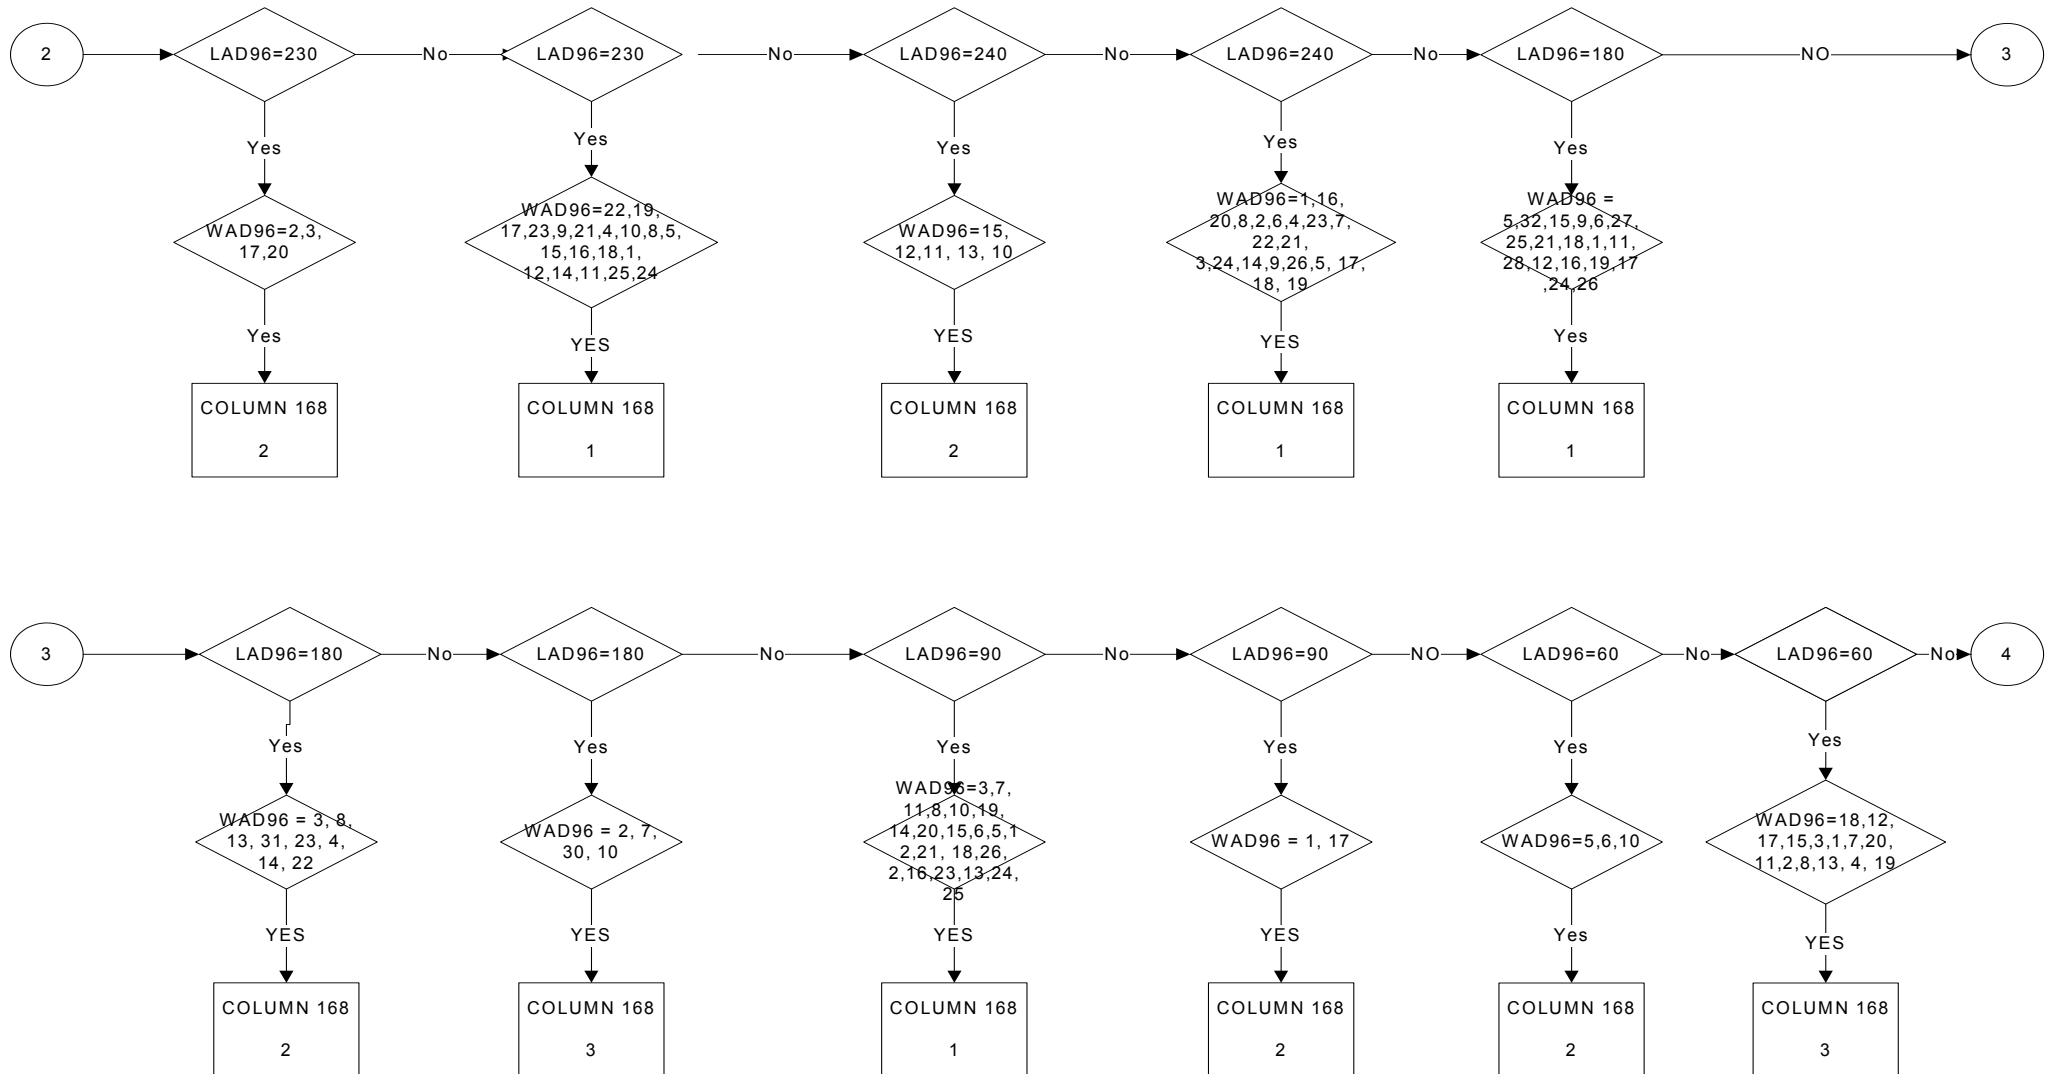 2
LAD96=230
No
LAD96=230
No
LAD96=240
No
LAD96=240
No
LAD96=180
NO
3
Yes
Yes
Yes
Yes
Yes
WAD96=2,3,
17,20
WAD96=22,19,
17,23,9,21,4,10,8,5,
15,16,18,1,
12,14,11,25,24
WAD96=15,
12,11, 13, 10
WAD96=1,16,
20,8,2,6,4,23,7,
22,21,
3,24,14,9,26,5, 17,
18, 19
WAD96 =
5,32,15,9,6,27,
25,21,18,1,11,
28,12,16,19,17
,24,26
Yes
YES
YES
YES
Yes
COLUMN 168
2
COLUMN 168
1
COLUMN 168
2
COLUMN 168
1
COLUMN 168
1
3
LAD96=180
No
LAD96=180
No
LAD96=90
No
LAD96=90
NO
LAD96=60
No
LAD96=60
No
4
Yes
Yes
Yes
Yes
Yes
Yes
WAD96 = 3, 8,
13, 31, 23, 4,
14, 22
WAD96 = 2, 7,
30, 10
WAD96=3,7,
11,8,10,19,
14,20,15,6,5,1
2,21, 18,26,
2,16,23,13,24,
25
WAD96 = 1, 17
WAD96=5,6,10
WAD96=18,12,
17,15,3,1,7,20,
11,2,8,13, 4, 19
YES
YES
YES
YES
Yes
YES
COLUMN 168
2
COLUMN 168
3
COLUMN 168
1
COLUMN 168
2
COLUMN 168
2
COLUMN 168
3